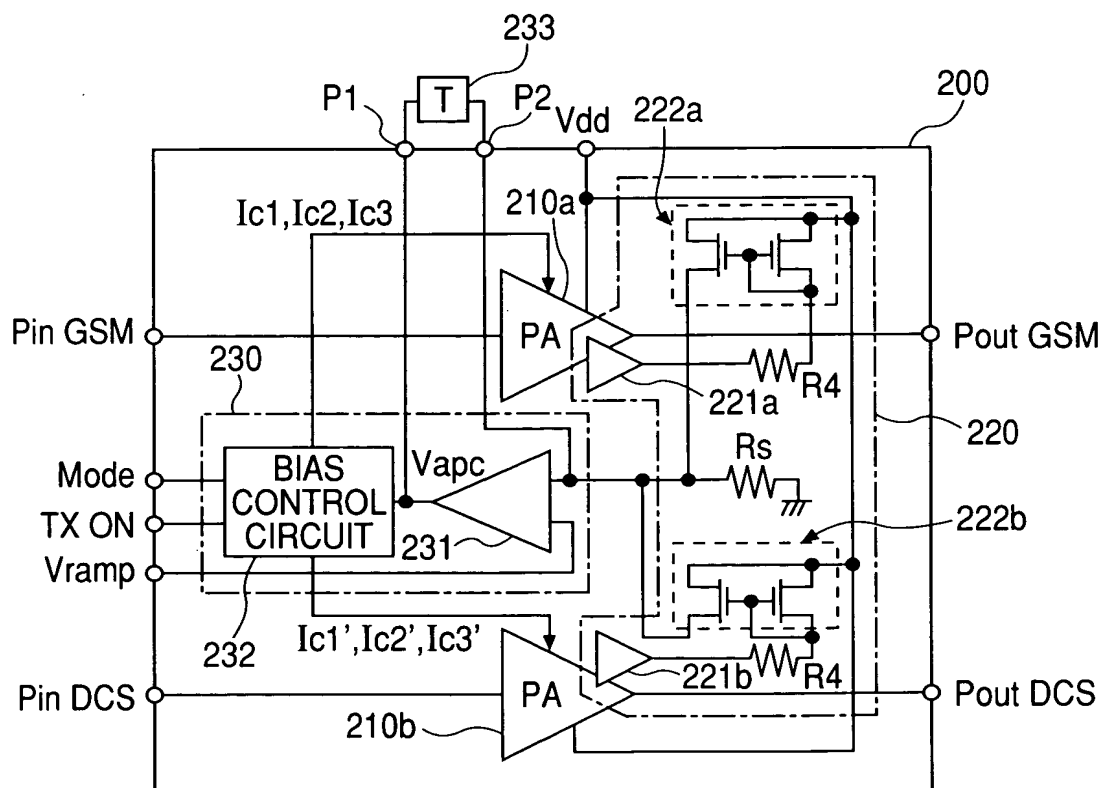 233
T
P1
P2
Vdd
200
222a
210a
Ic1, Ic2, Ic3
PA
Pin GSM
Pout GSM
R4
221a
230
220
Rs
Mode
BIAS CONTROL CIRCUIT
Vapc
TX ON
231
222b
Vramp
Ic1', Ic2', Ic3'
232
PA
221b
R4
Pin DCS
Pout DCS
210b